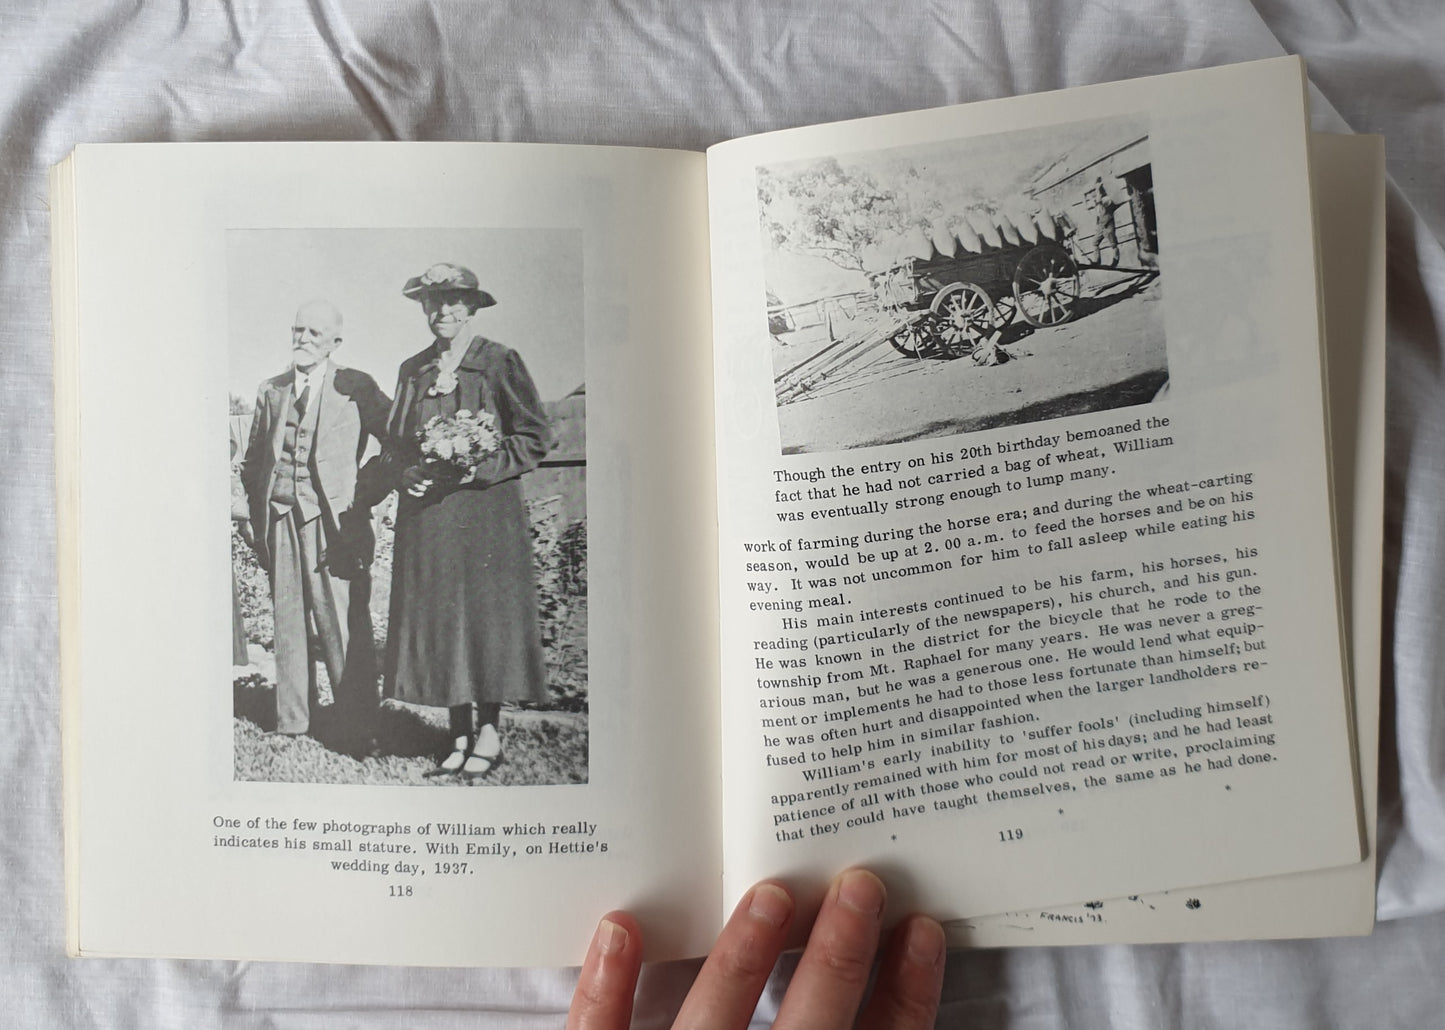 One of the few photographs of William which really
indicates his small stature. With Emily, on Hettie's
wedding day, 1937.
118
Though the entry on his 20th birthday bemoaned the
fact that he had not carried a bag of wheat, William
was eventually strong enough to lump many.
work of farming during the horse era; and during the wheat-carting
season, would be up at 2.00 a.m. to feed the horses and be on his
way. It was not uncommon for him to fall asleep while eating his
evening meal.
His main interests continued to be his farm, his horses, his
reading (particularly of the newspapers), his church, and his gun.
He was known in the district for the bicycle that he rode to the
township from Mt. Raphael for many years. He was never a greg-
arious man, but he was a generous one. He would lend what equip-
ment or implements he had to those less fortunate than himself; but
he was often hurt and disappointed when the larger landholders re-
fused to help him in similar fashion.
William's early inability to 'suffer fools' (including himself)
apparently remained with him for most of his days; and he had least
patience of all with those who could not read or write, proclaiming
that they could have taught themselves, the same as he had done.
* * *
119
FRANCIS '73.